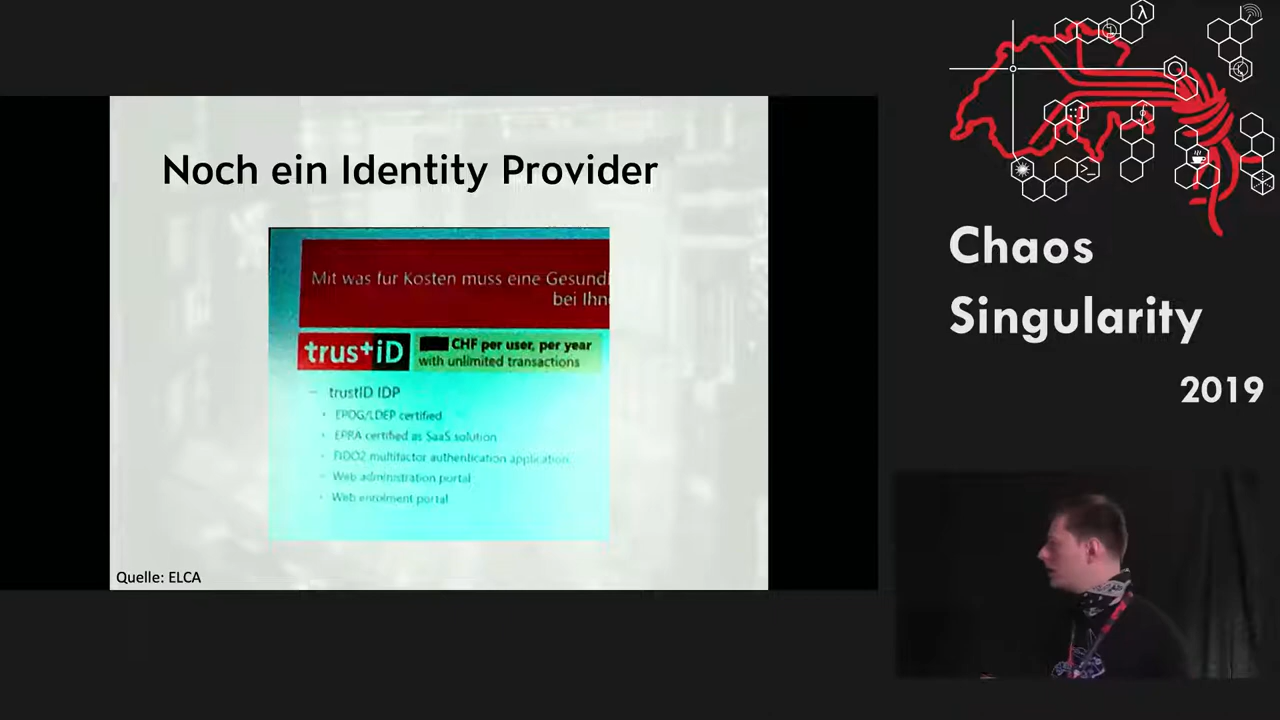 Noch ein Identity Provider
Mit was für Kosten muss eine Gesund
bei Ihn
trus+iD
CHF per user, per year
with unlimited transactions
– trustID IDP
• EPDG/LDEP certified
• EPRA certified as SaaS solution
• FIDO2 multifactor authentication application
• Web administration portal
• Web enrolment portal
Quelle: ELCA
Chaos
Singularity
2019